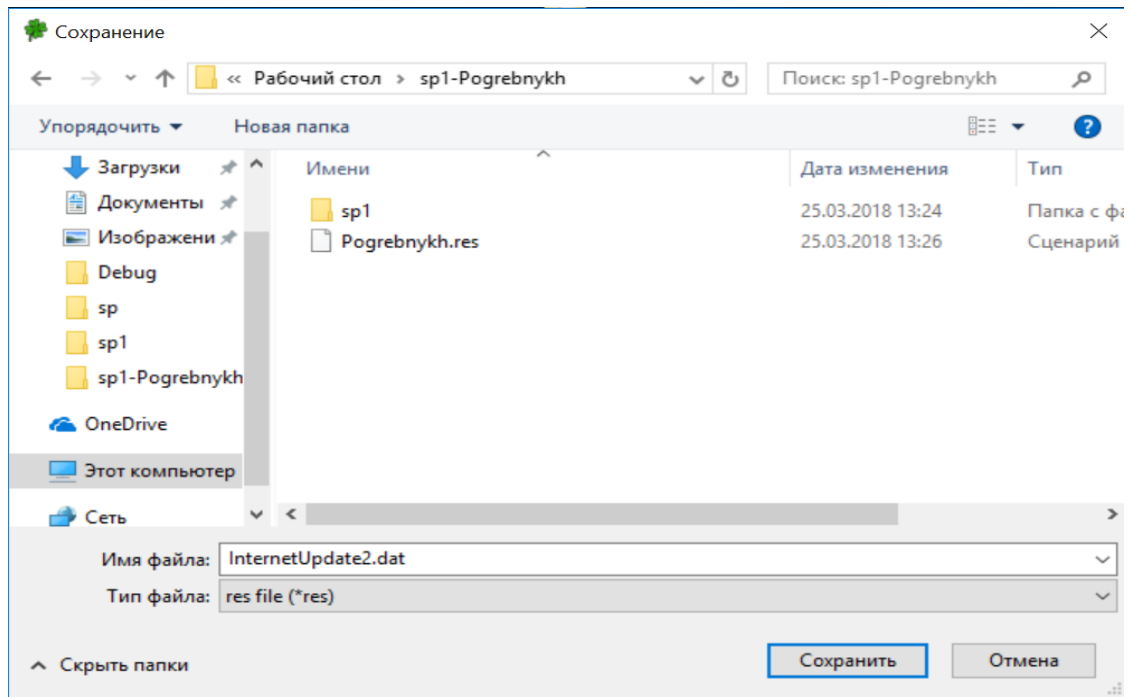 Сохранение
« Рабочий стол › sp1-Pogrebnykh
Поиск: sp1-Pogrebnykh
Упорядочить Новая папка ?
Имени Дата изменения Тип
Загрузки
Документы
Изображени
Debug
sp
sp1
sp1-Pogrebnykh
OneDrive
Этот компьютер
Сеть
sp1 25.03.2018 13:24 Папка с фа
Pogrebnykh.res 25.03.2018 13:26 Сценарий
Имя файла: InternetUpdate2.dat
Тип файла: res file (*res)
Скрыть папки Сохранить Отмена